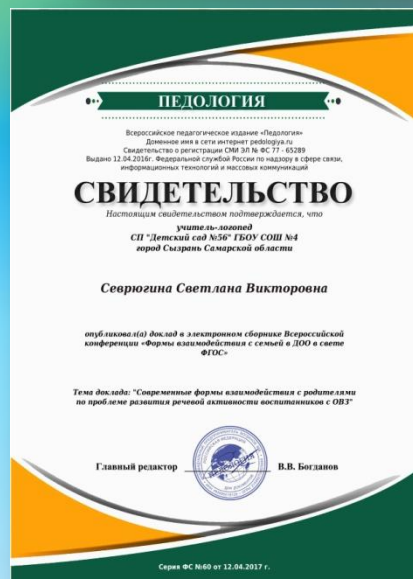 ПЕДОЛОГИЯ
Всероссийское педагогическое издание «Педология»
Доменное имя в сети интернет pedologiya.ru
Свидетельство о регистрации СМИ ЭЛ № ФС 77 - 65289
Выдано 12.04.2016г. Федеральной службой России по надзору в сфере связи,
информационных технологий и массовых коммуникаций
СВИДЕТЕЛЬСТВО
Настоящим свидетельством подтверждается, что
учитель-логопед
СП "Детский сад №56" ГБОУ СОШ №4
город Сызрань Самарской области
Севрюгина Светлана Викторовна
опубликовал(а) доклад в электронном сборнике Всероссийской
конференции «Формы взаимодействия с семьей в ДОО в свете
ФГОС»
Тема доклада: "Современные формы взаимодействия с родителями
по проблеме развития речевой активности воспитанников с ОВЗ"
Главный редактор В.В. Богданов
ПЕДОЛОГИЯ
Серия ФС №60 от 12.04.2017 г.